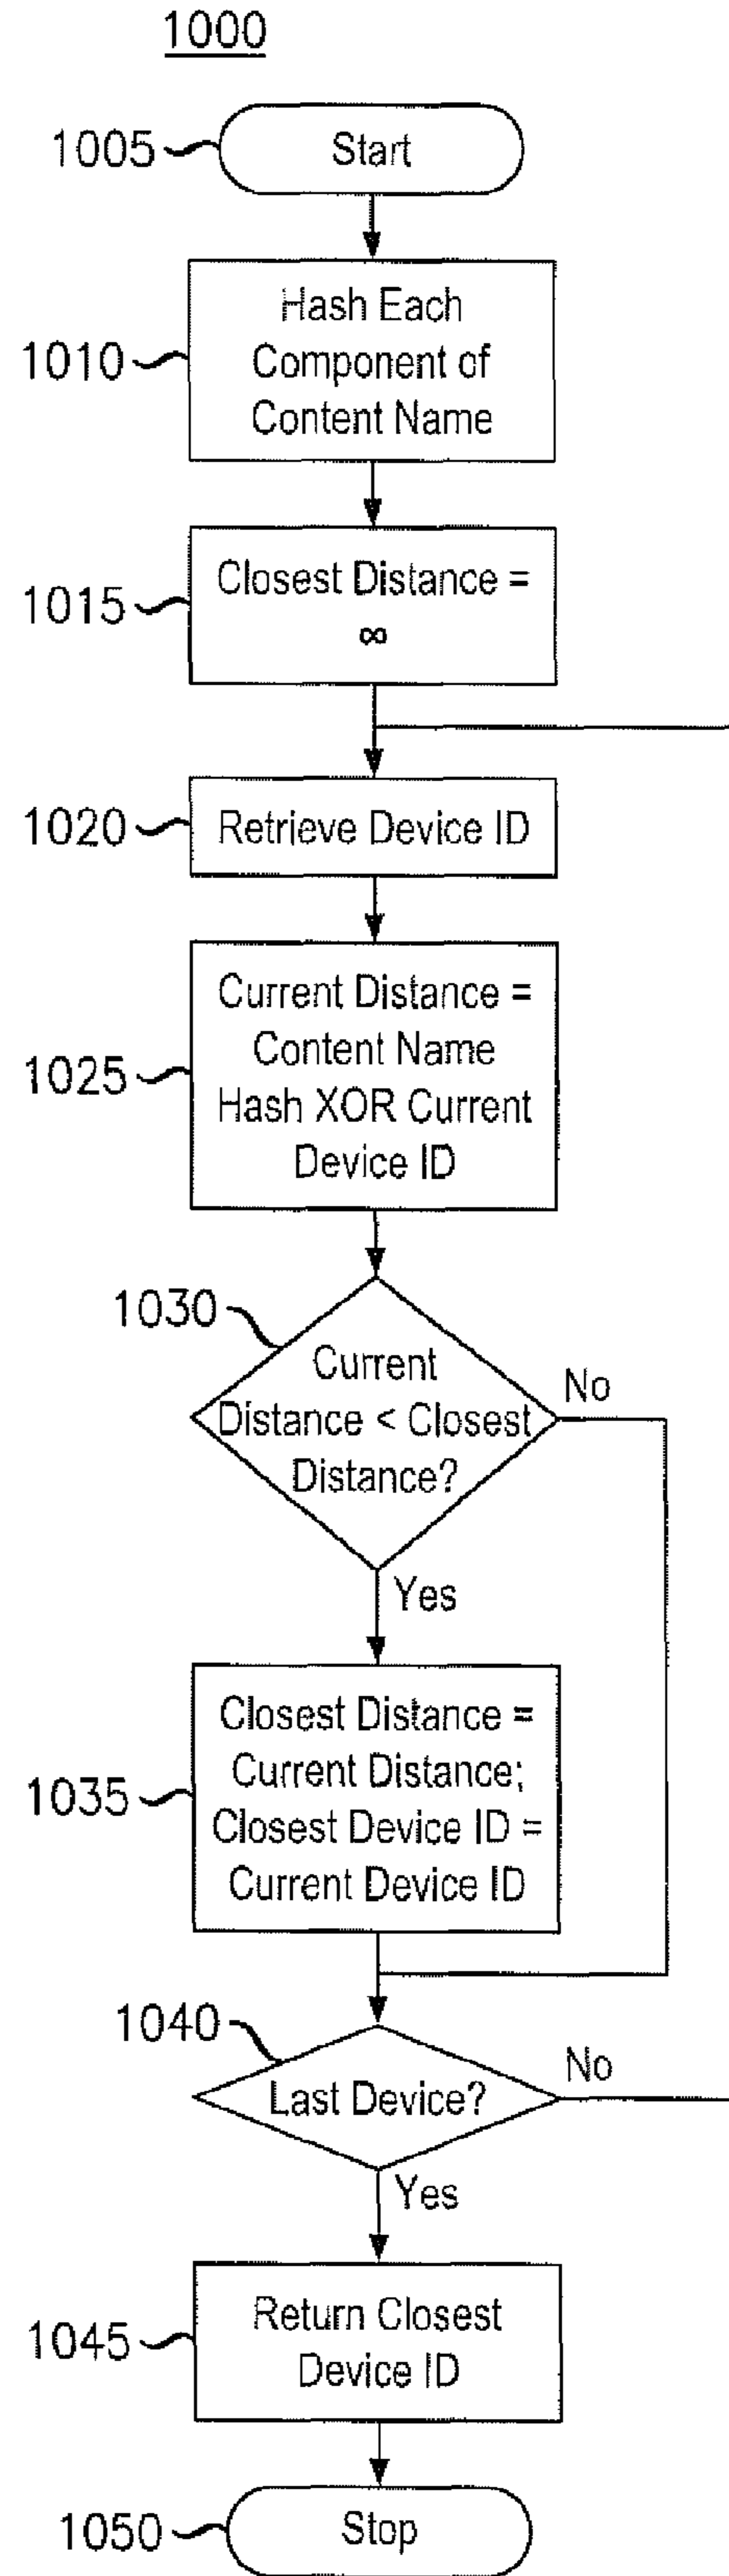 1000
1005
Start
1010
Hash Each
Component of
Content Name
1015
Closest Distance =
∞
1020
Retrieve Device ID
1025
Current Distance =
Content Name
Hash XOR Current
Device ID
1030
Current
Distance < Closest
Distance?
No
Yes
1035
Closest Distance =
Current Distance;
Closest Device ID =
Current Device ID
1040
Last Device?
No
Yes
1045
Return Closest
Device ID
1050
Stop